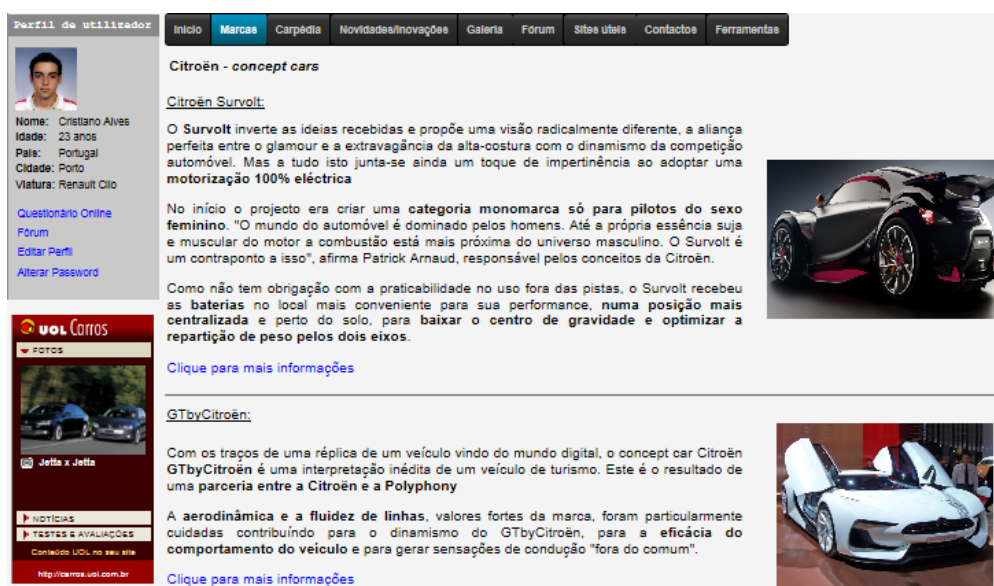 Perfil de utilizador
Nome: Cristiano Alves
Idade: 23 anos
País: Portugal
Cidade: Porto
Viatura: Renault Clio
Questionário Online
Fórum
Editar Perfil
Alterar Password
UOL Carros
FOTOS
Jetta x Jetta
NOTÍCIAS
TESTES E AVALIAÇÕES
Conteúdo UOL no seu site
http://carros.uol.com.br
Início Marcas Carpédia Novidades/Inovações Galeria Fórum Sites úteis Contactos Ferramentas
Citroën - concept cars
Citroën Survolt:
O Survolt inverte as ideias recebidas e propõe uma visão radicalmente diferente, a aliança
perfeita entre o glamour e a extravagância da alta-costura com o dinamismo da competição
automóvel. Mas a tudo isto junta-se ainda um toque de impertinência ao adoptar uma
motorização 100% eléctrica
No início o projecto era criar uma categoria monomarca só para pilotos do sexo
feminino. "O mundo do automóvel é dominado pelos homens. Até a própria essência suja
e muscular do motor a combustão está mais próxima do universo masculino. O Survolt é
um contraponto a isso", afirma Patrick Arnaud, responsável pelos conceitos da Citroën.
Como não tem obrigação com a praticabilidade no uso fora das pistas, o Survolt recebeu
as baterias no local mais conveniente para sua performance, numa posição mais
centralizada e perto do solo, para baixar o centro de gravidade e optimizar a
repartição de peso pelos dois eixos.
Clique para mais informações
GTbyCitroën:
Com os traços de uma réplica de um veículo vindo do mundo digital, o concept car Citroën
GTbyCitroën é uma interpretação inédita de um veículo de turismo. Este é o resultado de
uma parceria entre a Citroën e a Polyphony
A aerodinâmica e a fluidez de linhas, valores fortes da marca, foram particularmente
cuidadas contribuíndo para o dinamismo do GTbyCitroën, para a eficácia do
comportamento do veículo e para gerar sensações de condução "fora do comum".
Clique para mais informações